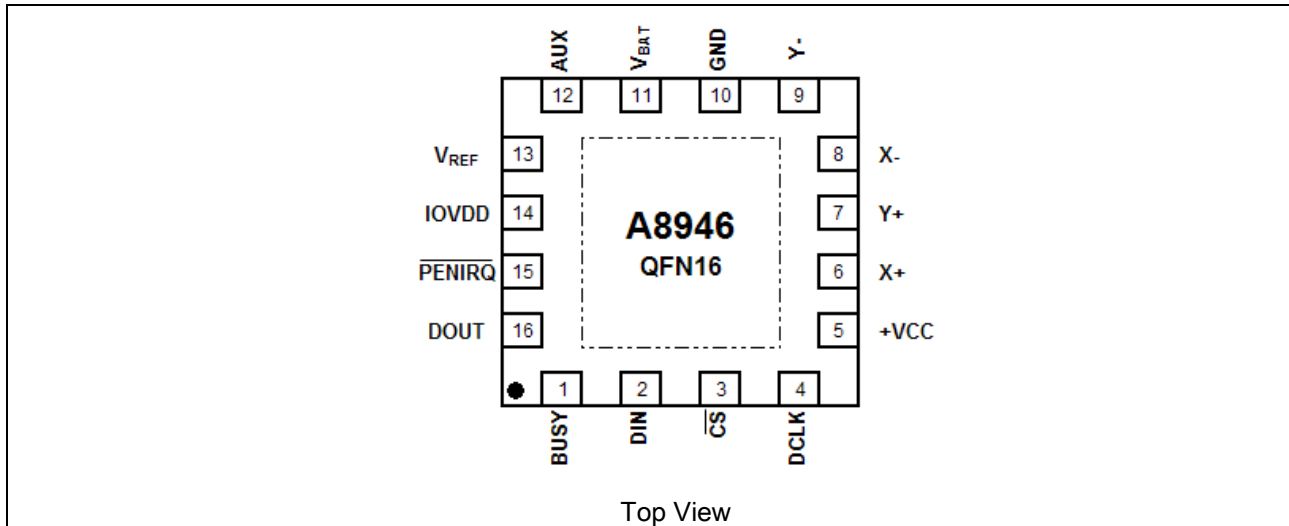 AUX
VBAT
GND
Y-
12
11
10
9
VREF
13
8
X-
IOVDD
14
A8946
7
Y+
QFN16
PENIRQ
15
6
X+
DOUT
16
5
+VCC
1
2
3
4
BUSY
DIN
CS
DCLK
Top View